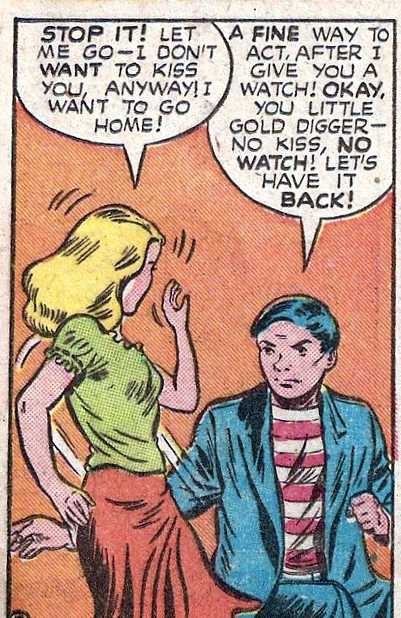 STOP IT! LET
ME GO—I DON'T
WANT TO KISS
YOU, ANYWAY! I
WANT TO GO
HOME!
A FINE WAY TO
ACT, AFTER I
GIVE YOU A
WATCH! OKAY,
YOU LITTLE
GOLD DIGGER—
NO KISS, NO
WATCH! LET'S
HAVE IT
BACK!